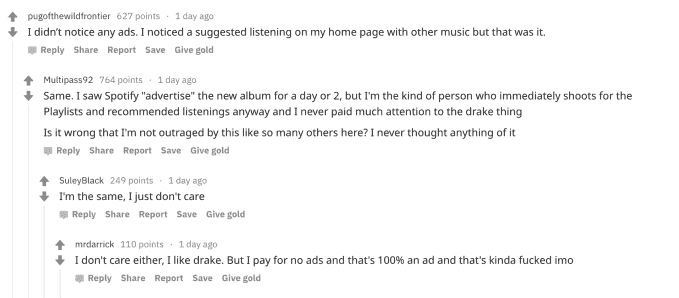 pugofthewildfrontier 627 points · 1 day ago
I didn't notice any ads. I noticed a suggested listening on my home page with other music but that was it.
Reply Share Report Save Give gold
Multipass92 764 points · 1 day ago
Same. I saw Spotify "advertise" the new album for a day or 2, but I'm the kind of person who immediately shoots for the
Playlists and recommended listenings anyway and I never paid much attention to the drake thing
Is it wrong that I'm not outraged by this like so many others here? I never thought anything of it
Reply Share Report Save Give gold
SuleyBlack 249 points · 1 day ago
I'm the same, I just don't care
Reply Share Report Save Give gold
mrdarrick 110 points · 1 day ago
I don't care either, I like drake. But I pay for no ads and that's 100% an ad and that's kinda fucked imo
Reply Share Report Save Give gold